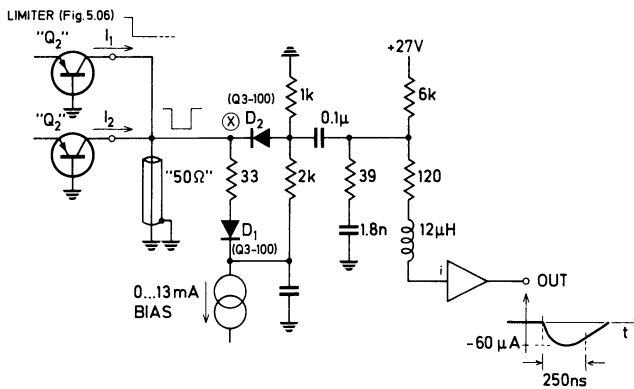 LIMITER (Fig. 5.06)
"Q2"
I1
"Q2"
I2
"50Ω"
X
(Q3-100)
D2
33
D1
(Q3-100)
0...13mA
BIAS
1k
2k
0.1μ
+27V
6k
39
1.8n
120
12μH
i
OUT
t
-60 μA
250ns